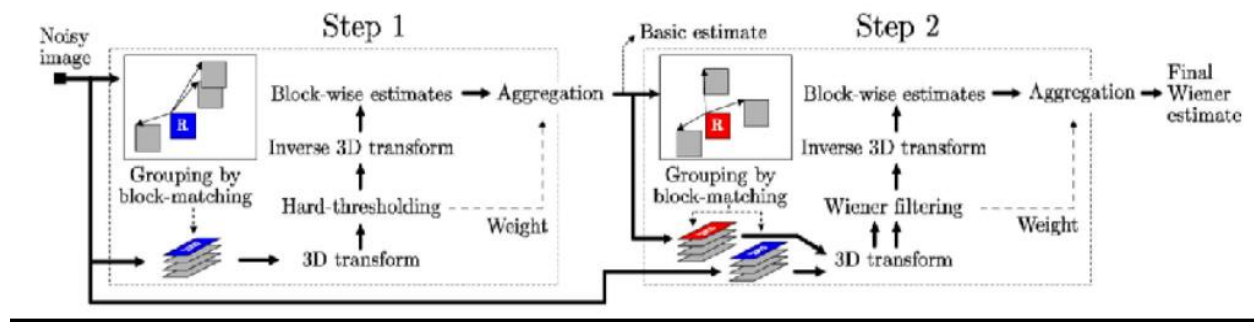 Step 1
Step 2
Noisy
image
Basic estimate
R
Block-wise estimates
Aggregation
Inverse 3D transform
Grouping by
block-matching
Hard-thresholding
Weight
3D transform
R
Block-wise estimates
Aggregation
Final
Wiener
estimate
Inverse 3D transform
Grouping by
block-matching
Wiener filtering
Weight
3D transform